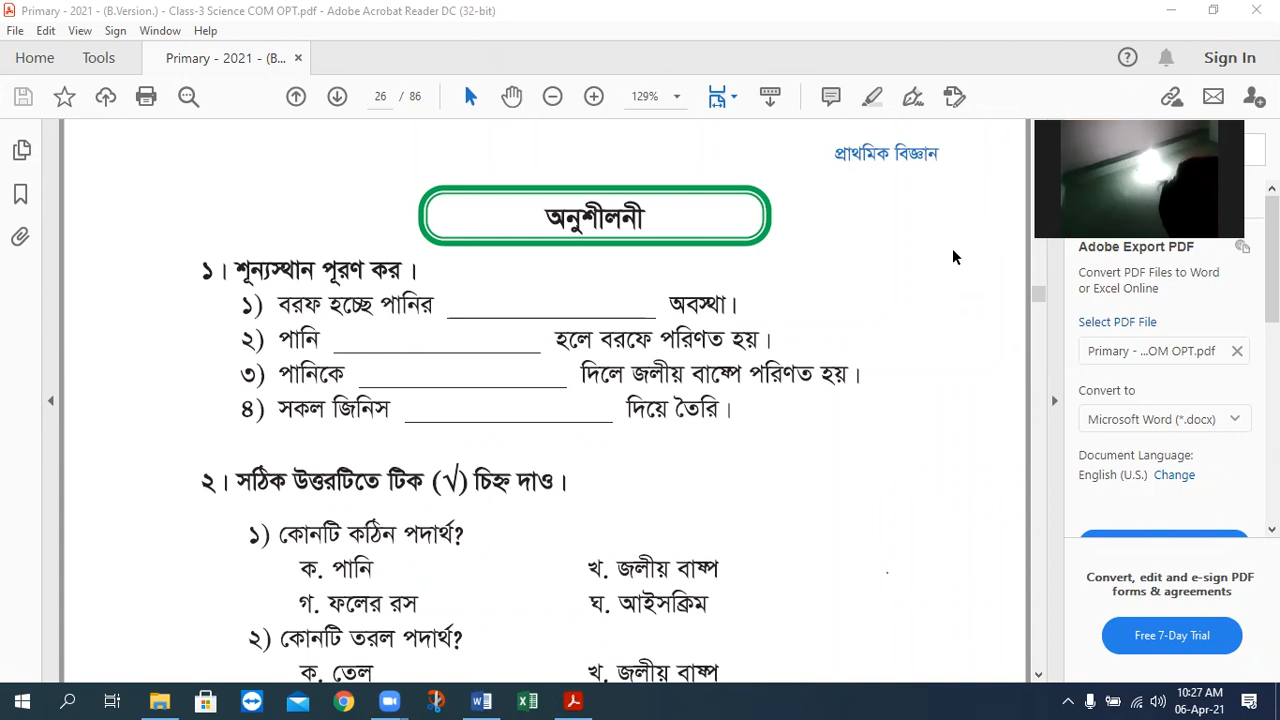 Primary - 2021 - (B.Version.) - Class-3 Science COM OPT.pdf - Adobe Acrobat Reader DC (32-bit)
File Edit View Sign Window Help
Home Tools Primary - 2021 - (B... × Sign In
26 / 86 129%
প্রাথমিক বিজ্ঞান
অনুশীলনী
১। শূন্যস্থান পূরণ কর।
১) বরফ হচ্ছে পানির ______________ অবস্থা।
২) পানি ______________ হলে বরফে পরিণত হয়।
৩) পানিকে ______________ দিলে জলীয় বাষ্পে পরিণত হয়।
৪) সকল জিনিস ______________ দিয়ে তৈরি।
২। সঠিক উত্তরটিতে টিক (√) চিহ্ন দাও।
১) কোনটি কঠিন পদার্থ?
ক. পানি খ. জলীয় বাষ্প
গ. ফলের রস ঘ. আইসক্রিম
২) কোনটি তরল পদার্থ?
ক. তেল খ. জলীয় বাষ্প
Adobe Export PDF
Convert PDF Files to Word
or Excel Online
Select PDF File
Primary - ...OM OPT.pdf
Convert to
Microsoft Word (*.docx)
Document Language:
English (U.S.) Change
Convert, edit and e-sign PDF
forms & agreements
Free 7-Day Trial
10:27 AM
06-Apr-21